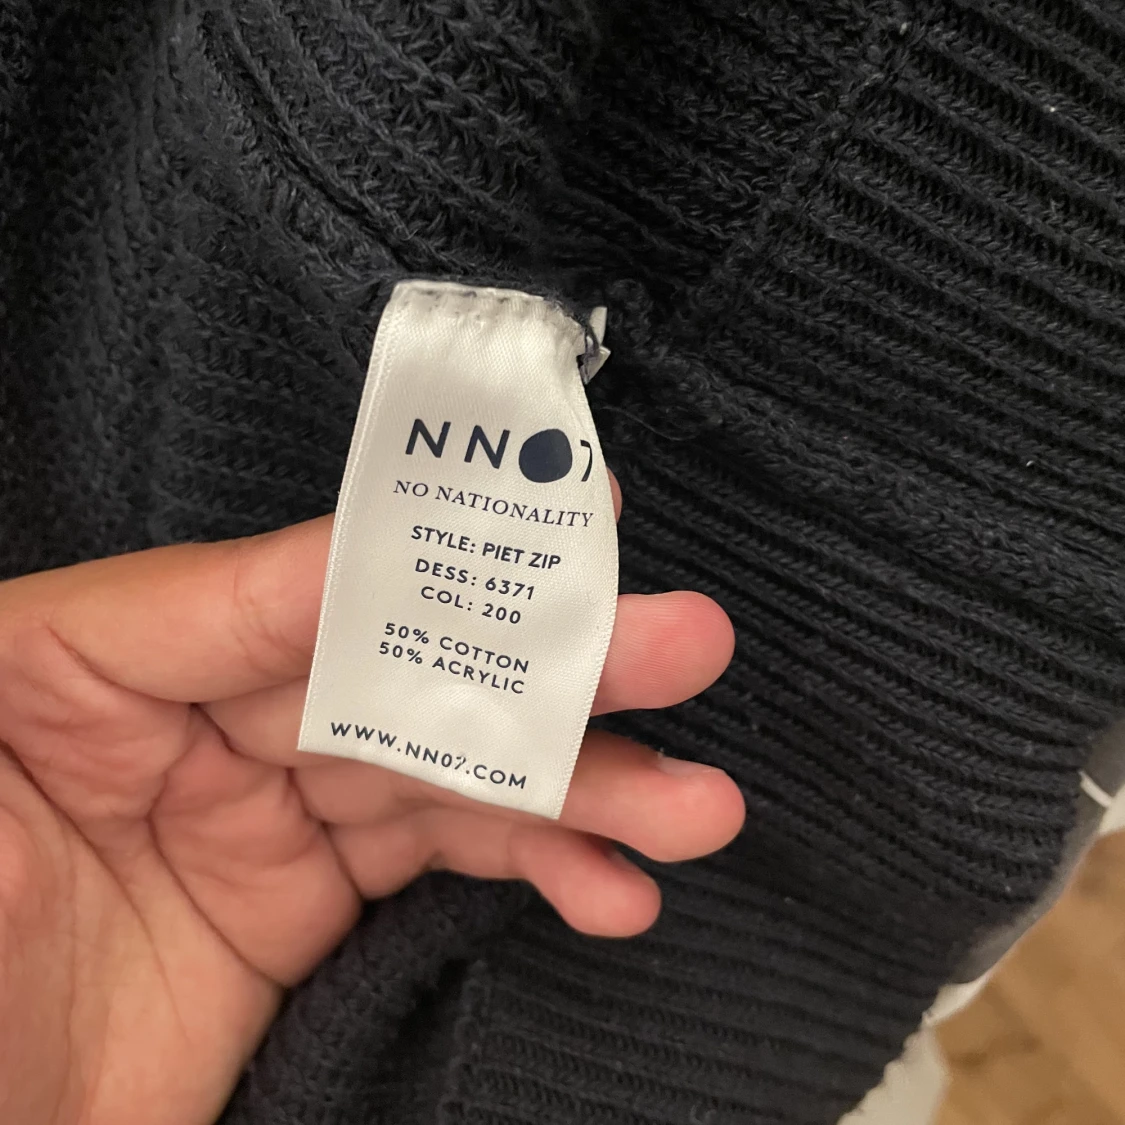 NN07
NO NATIONALITY
STYLE: PIET ZIP
DESS: 6371
COL: 200
50% COTTON
50% ACRYLIC
WWW.NN07.COM